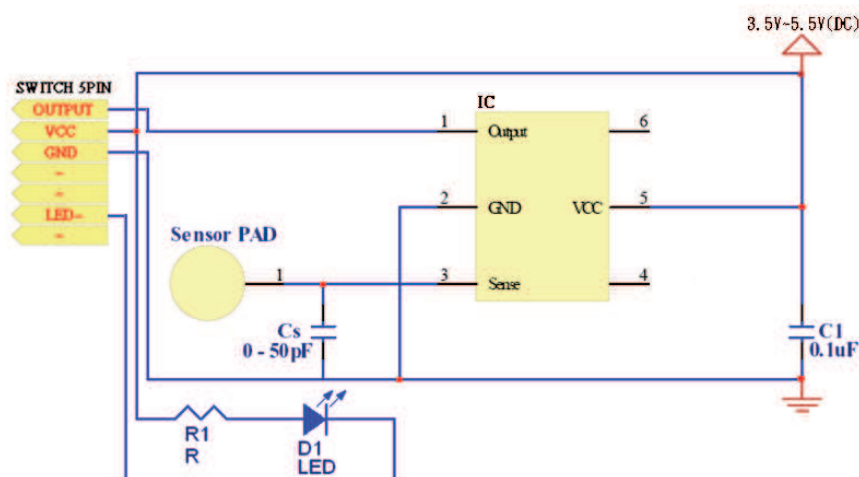 3.5V~5.5V(DC)
SWITCH 5PIN
OUTPUT
VCC
GND
-
-
LED-
-
IC
1
Output
6
2
GND
VCC
5
Sensor PAD
1
3
Sense
4
Cs
0 - 50pF
C1
0.1uF
R1
R
D1
LED